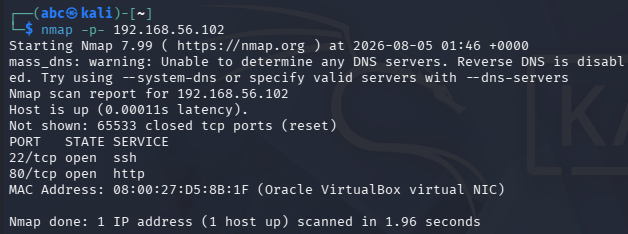 ┌──(abc㉿kali)-[~]
└─$ nmap -p- 192.168.56.102
Starting Nmap 7.99 ( https://nmap.org ) at 2026-08-05 01:46 +0000
mass_dns: warning: Unable to determine any DNS servers. Reverse DNS is disabl
ed. Try using --system-dns or specify valid servers with --dns-servers
Nmap scan report for 192.168.56.102
Host is up (0.00011s latency).
Not shown: 65533 closed tcp ports (reset)
PORT   STATE SERVICE
22/tcp open  ssh
80/tcp open  http
MAC Address: 08:00:27:D5:8B:1F (Oracle VirtualBox virtual NIC)
Nmap done: 1 IP address (1 host up) scanned in 1.96 seconds
KA